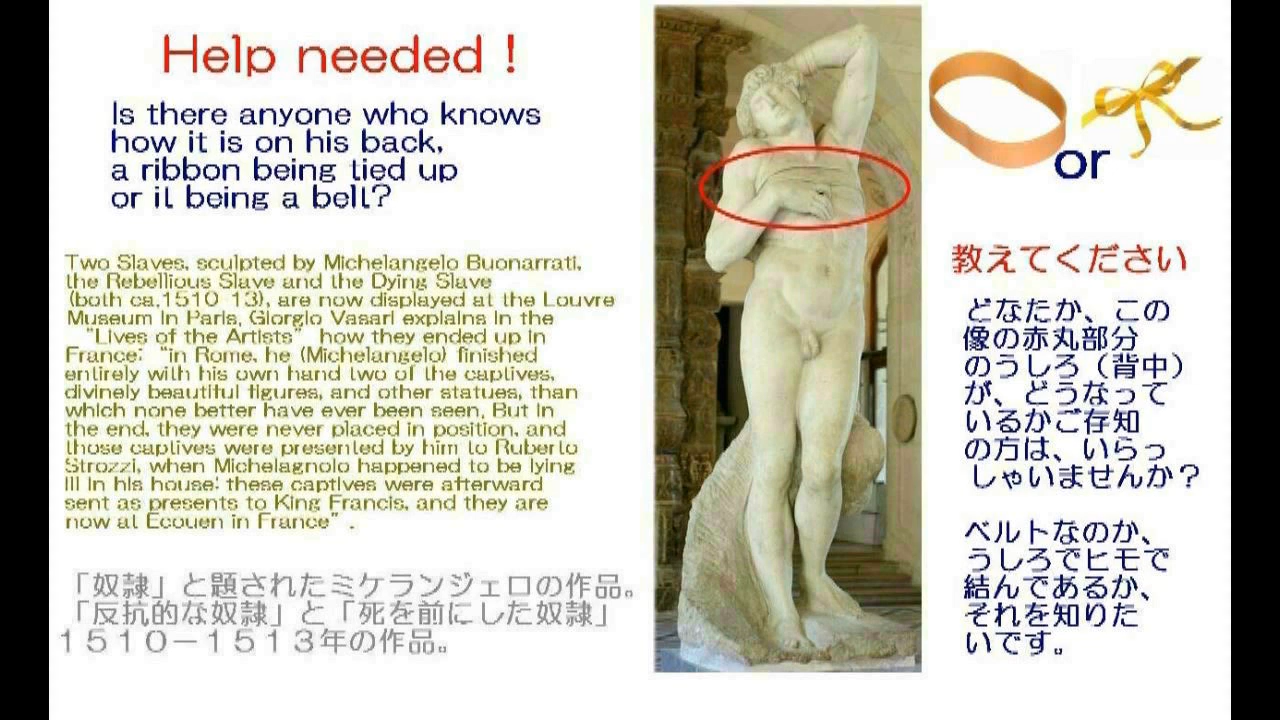 Help needed !
Is there anyone who knows
how it is on his back,
a ribbon being tied up
or it being a belt?
Two Slaves, sculpted by Michelangelo Buonarrati,
the Rebellious Slave and the Dying Slave
(both ca.1510-13), are now displayed at the Louvre
Museum in Paris, Giorgio Vasari explains in the
“Lives of the Artists” how they ended up in
France: “in Rome, he (Michelangelo) finished
entirely with his own hand two of the captives,
divinely beautiful figures, and other statues, than
which none better have ever been seen, But in
the end, they were never placed in position, and
those captives were presented by him to Ruberto
Strozzi, when Michelagnolo happened to be lying
ill in his house: these captives were afterward
sent as presents to King Francis, and they are
now at Ecouen in France”.
「奴隷」と題されたミケランジェロの作品。
「反抗的な奴隷」と「死を前にした奴隷」
１５１０－１５１３年の作品。
or
教えてください
どなたか、この
像の赤丸部分
のうしろ（背中）
が、どうなって
いるかご存知
の方は、いらっ
しゃいませんか？
ベルトなのか、
うしろでヒモで
結んであるか、
それを知りた
いです。